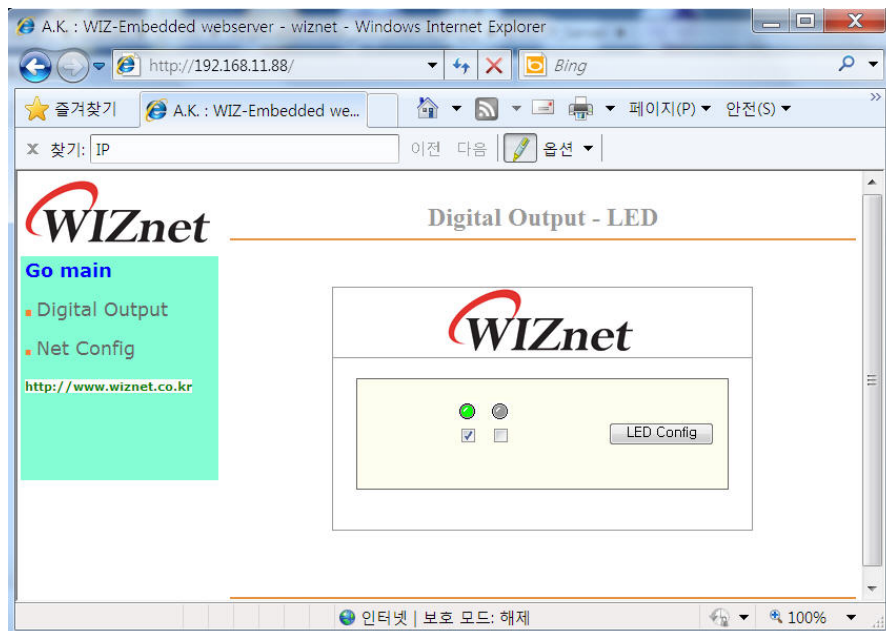 A.K. : WIZ-Embedded webserver - wiznet - Windows Internet Explorer
http://192.168.11.88/
Bing
즐겨찾기
A.K. : WIZ-Embedded we...
페이지(P)
안전(S)
x 찾기: IP
이전 다음
옵션
WIZnet
Digital Output - LED
Go main
Digital Output
Net Config
http://www.wiznet.co.kr
WIZnet
LED Config
인터넷 | 보호 모드: 해제
100%